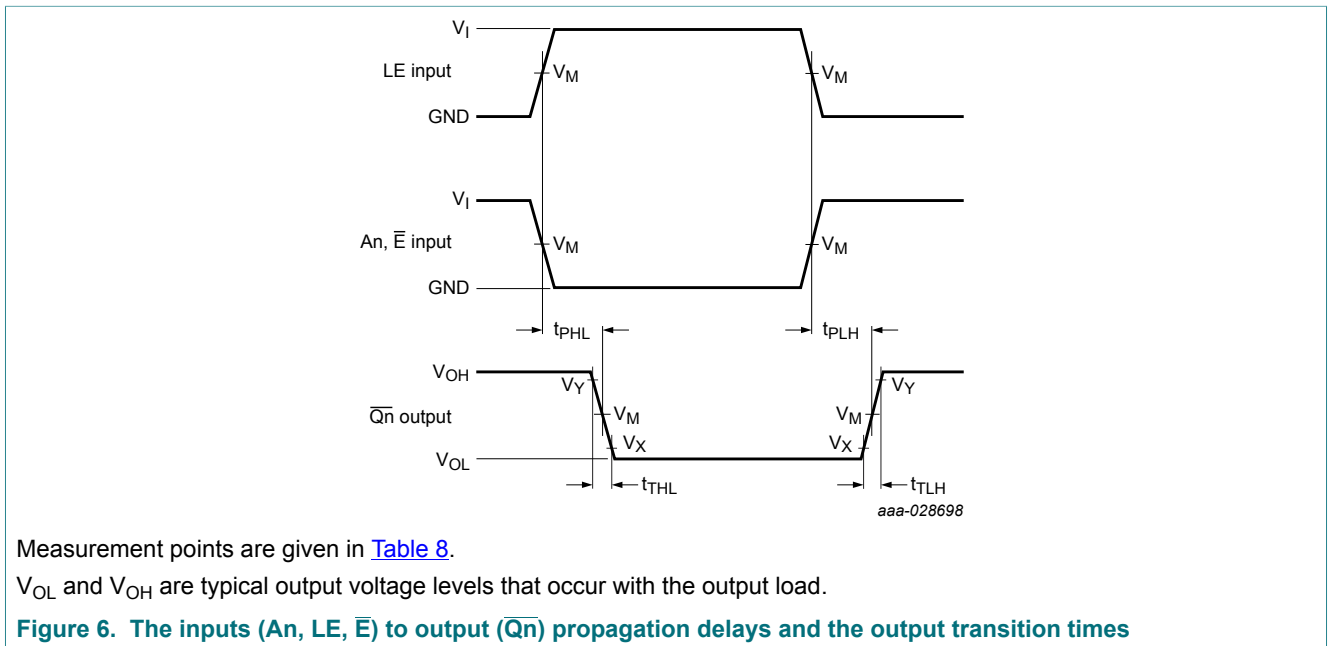 V_I
LE input
V_M
V_M
GND
V_I
An, E̅ input
V_M
V_M
GND
t_PHL
t_PLH
V_OH
V_Y
V_Y
Q̅n̅ output
V_M
V_M
V_X
V_X
V_OL
t_THL
t_TLH
aaa-028698
Measurement points are given in Table 8.
V_OL and V_OH are typical output voltage levels that occur with the output load.
Figure 6. The inputs (An, LE, E̅) to output (Q̅n̅) propagation delays and the output transition times